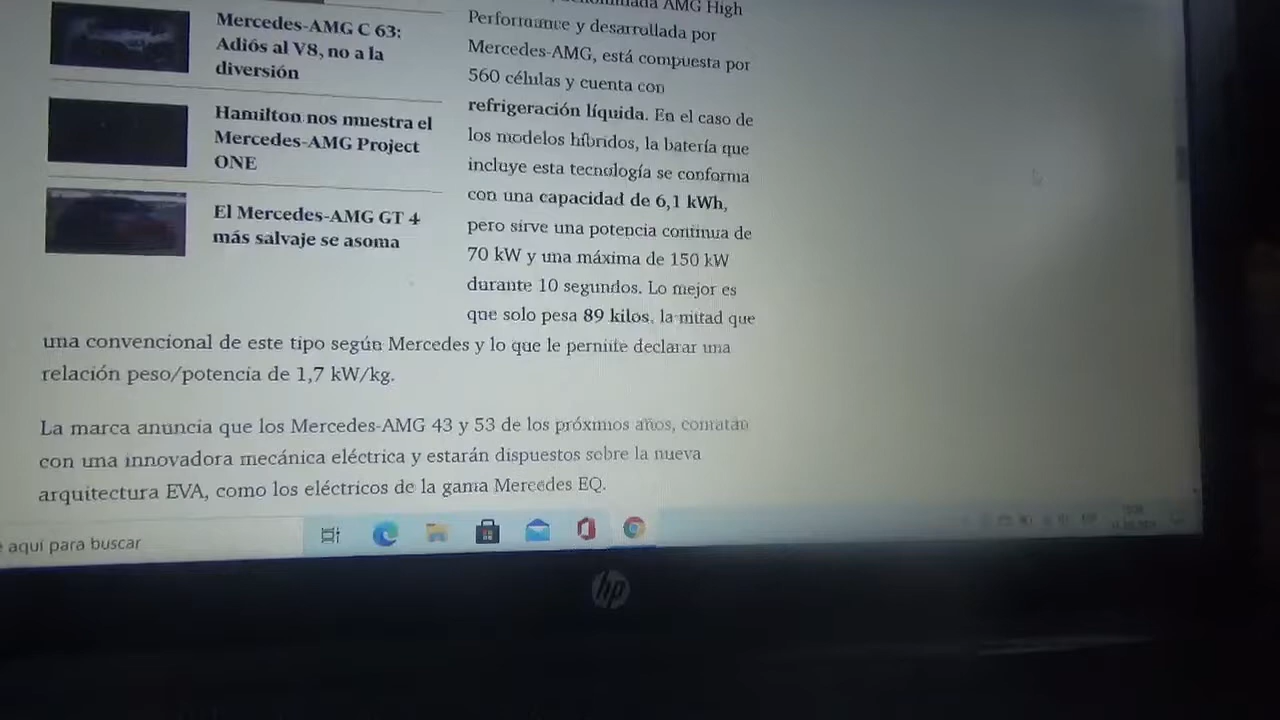 Mercedes-AMG C 63:
Adiós al V8, no a la
diversión
Hamilton nos muestra el
Mercedes-AMG Project
ONE
El Mercedes-AMG GT 4
más salvaje se asoma
AMG High
Performance y desarrollada por
Mercedes-AMG, está compuesta por
560 células y cuenta con
refrigeración líquida. En el caso de
los modelos híbridos, la batería que
incluye esta tecnología se conforma
con una capacidad de 6,1 kWh,
pero sirve una potencia continua de
70 kW y una máxima de 150 kW
durante 10 segundos. Lo mejor es
que solo pesa 89 kilos, la mitad que
una convencional de este tipo según Mercedes y lo que le permite declarar una
relación peso/potencia de 1,7 kW/kg.
La marca anuncia que los Mercedes-AMG 43 y 53 de los próximos años,
con una innovadora mecánica eléctrica y estarán dispuestos sobre la nueva
arquitectura EVA, como los eléctricos de la gama Mercedes EQ.
aquí para buscar
hp